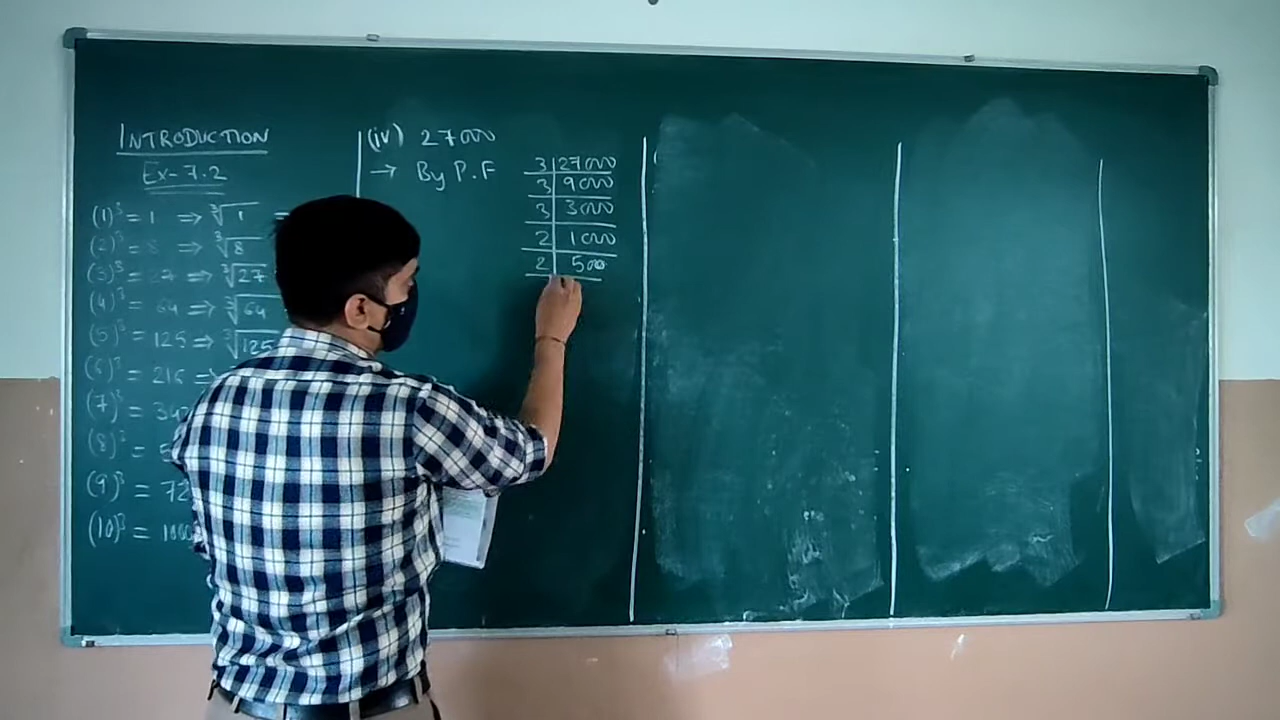 INTRODUCTION
Ex-7.2
(1)³ = 1 ⇒ ³√1 =
(2)³ = 8 ⇒ ³√8
(3)³ = 27 ⇒ ³√27
(4)³ = 64 ⇒ ³√64
(5)³ = 125 ⇒ ³√125
(6)³ = 216 ⇒
(7)³ = 34
(8)³ = 5
(9)³ = 72
(10)³ = 1000
(iv) 27000
→ By P.F
3 | 27000
3 | 9000
3 | 3000
2 | 1000
2 | 500